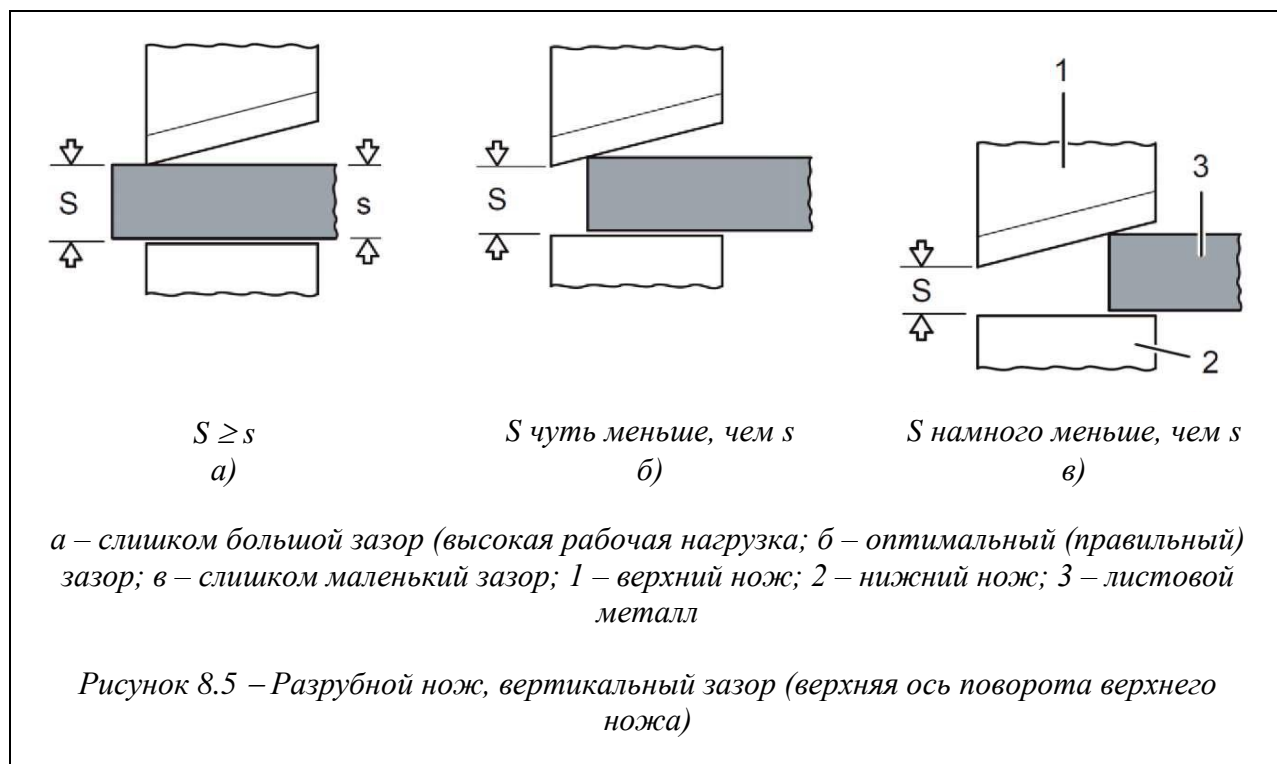 1
3
S
s
S
S
2
S ≥ s
S чуть меньше, чем s
S намного меньше, чем s
а)
б)
в)
а – слишком большой зазор (высокая рабочая нагрузка; б – оптимальный (правильный)
зазор; в – слишком маленький зазор; 1 – верхний нож; 2 – нижний нож; 3 – листовой
металл
Рисунок 8.5 – Разрубной нож, вертикальный зазор (верхняя ось поворота верхнего
ножа)